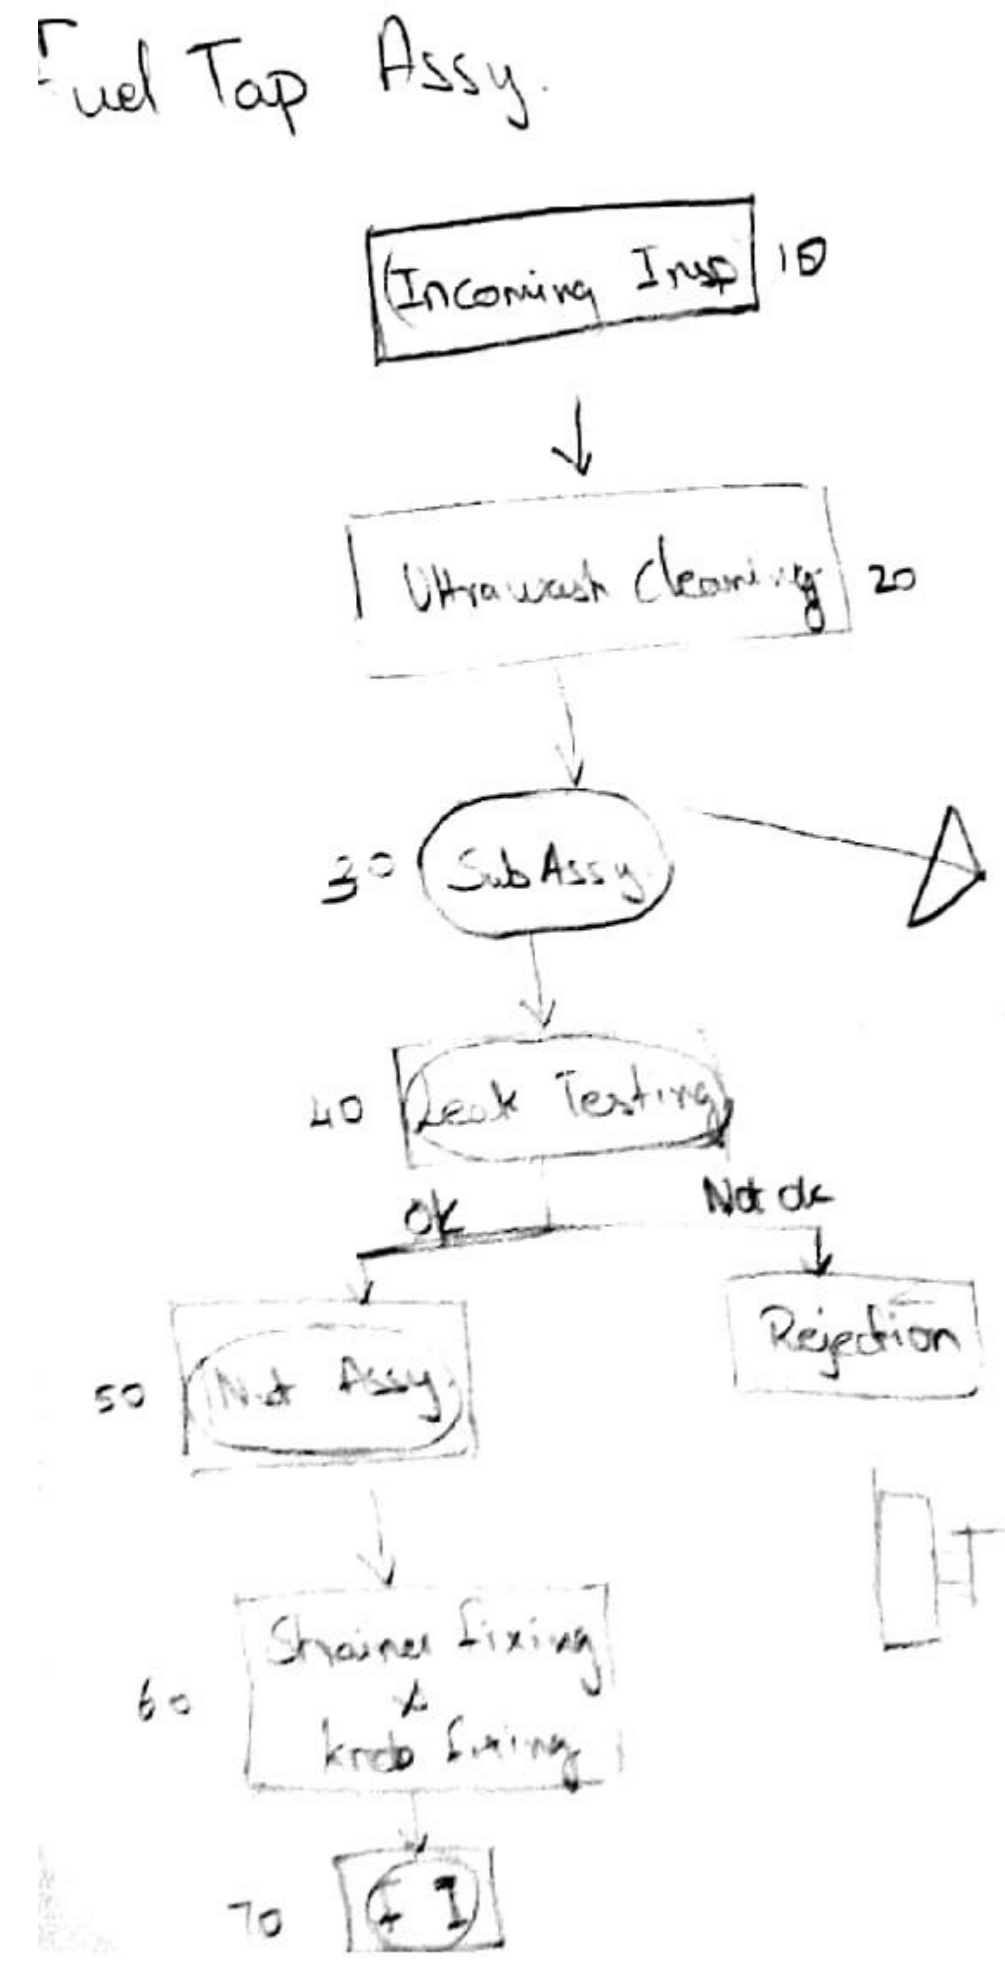 Fuel Tap Assy.
(Incoming Insp 10
Ultrawash Cleaning 20
30 Sub Assy.
40 Leak Testing
OK Not ok
50 Nut Assy.
Rejection
Strainer fixing
60 &
knob fixing
70 F I